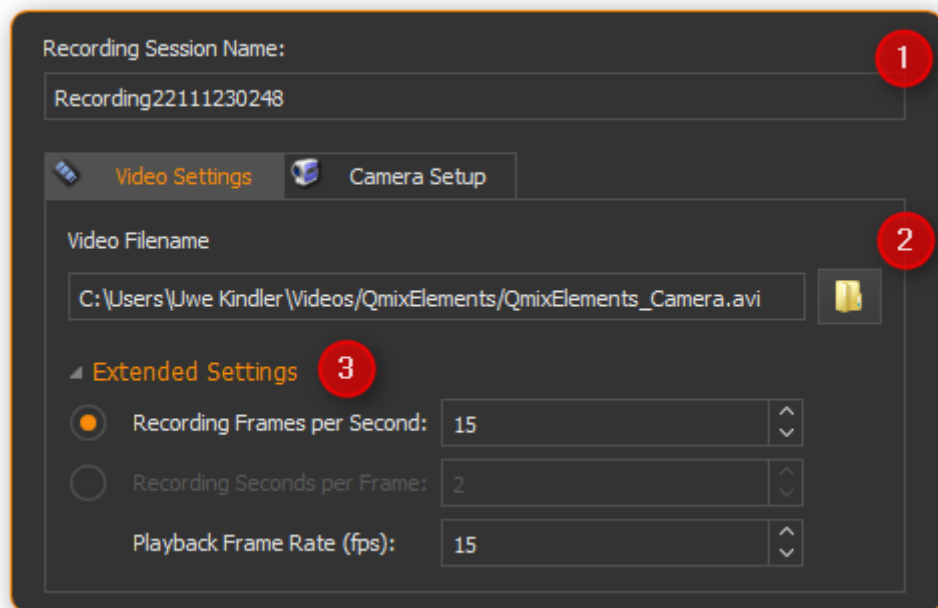 Recording Session Name:
1
Recording22111230248
Video Settings Camera Setup
Video Filename
2
C:\Users\Uwe Kindler\Videos/QmixElements/QmixElements_Camera.avi
Extended Settings 3
Recording Frames per Second: 15
Recording Seconds per Frame: 2
Playback Frame Rate (fps): 15